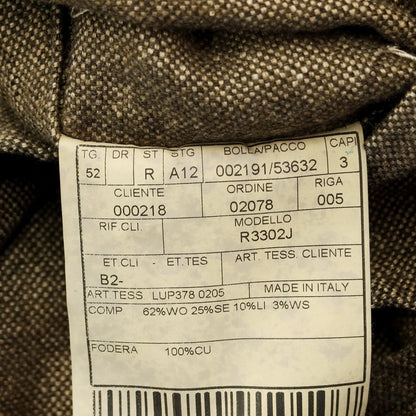 TG. DR ST STG BOLLA/PACCO CAPI
52 R A12 002191/53632 3
CLIENTE ORDINE RIGA
000218 02078 005
RIF.CLI. MODELLO
R3302J
ET CLI - ET.TES ART. TESS. CLIENTE
B2-
ART TESS LUP378 0205 MADE IN ITALY
COMP 62%WO 25%SE 10%LI 3%WS
FODERA 100%CU